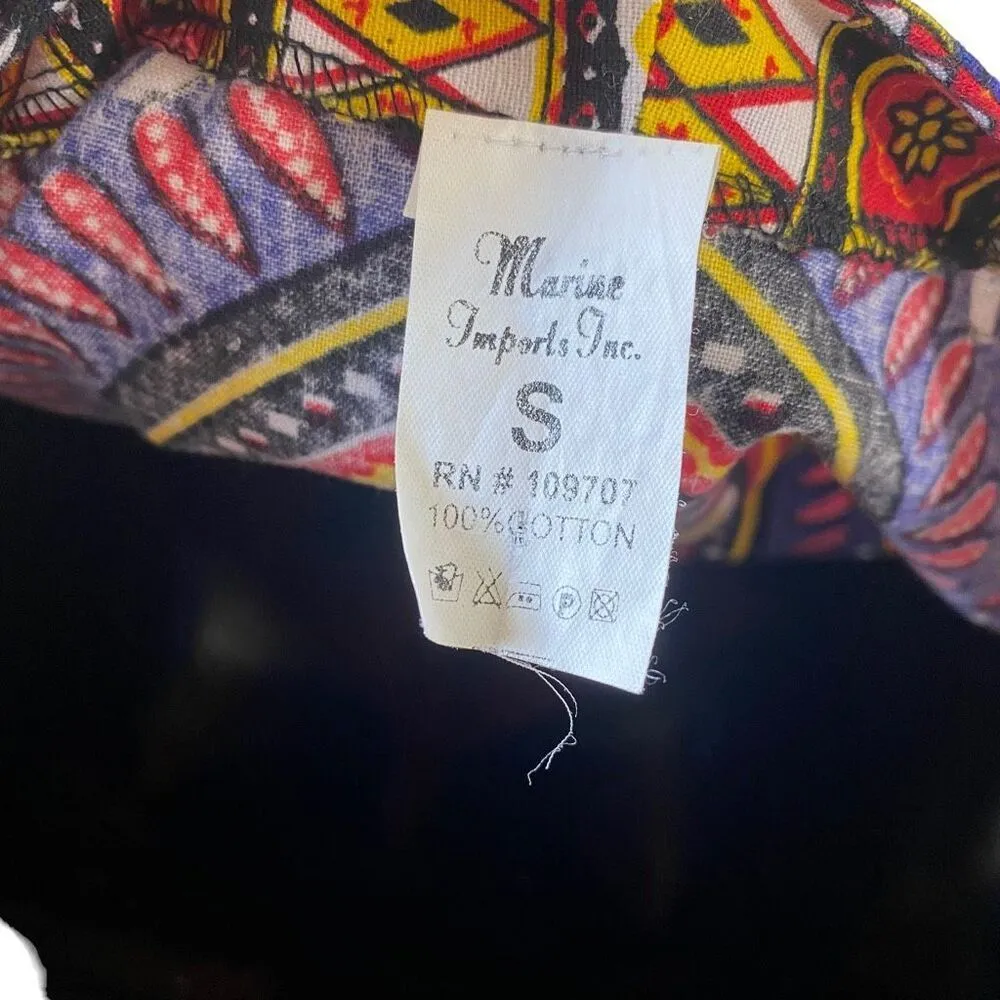 Marine
Imports Inc.
S
RN # 109707
100% COTTON
P